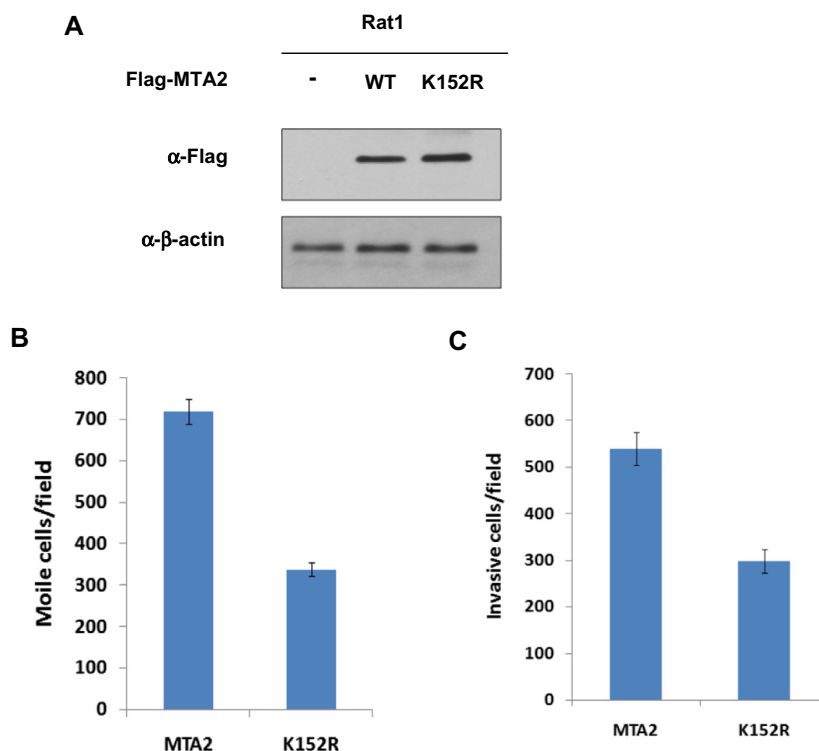 A
Rat1
Flag-MTA2 - WT K152R
α-Flag
α-β-actin
B
Moile cells/field
800
700
600
500
400
300
200
100
0
MTA2 K152R
C
Invasive cells/field
700
600
500
400
300
200
100
0
MTA2 K152R